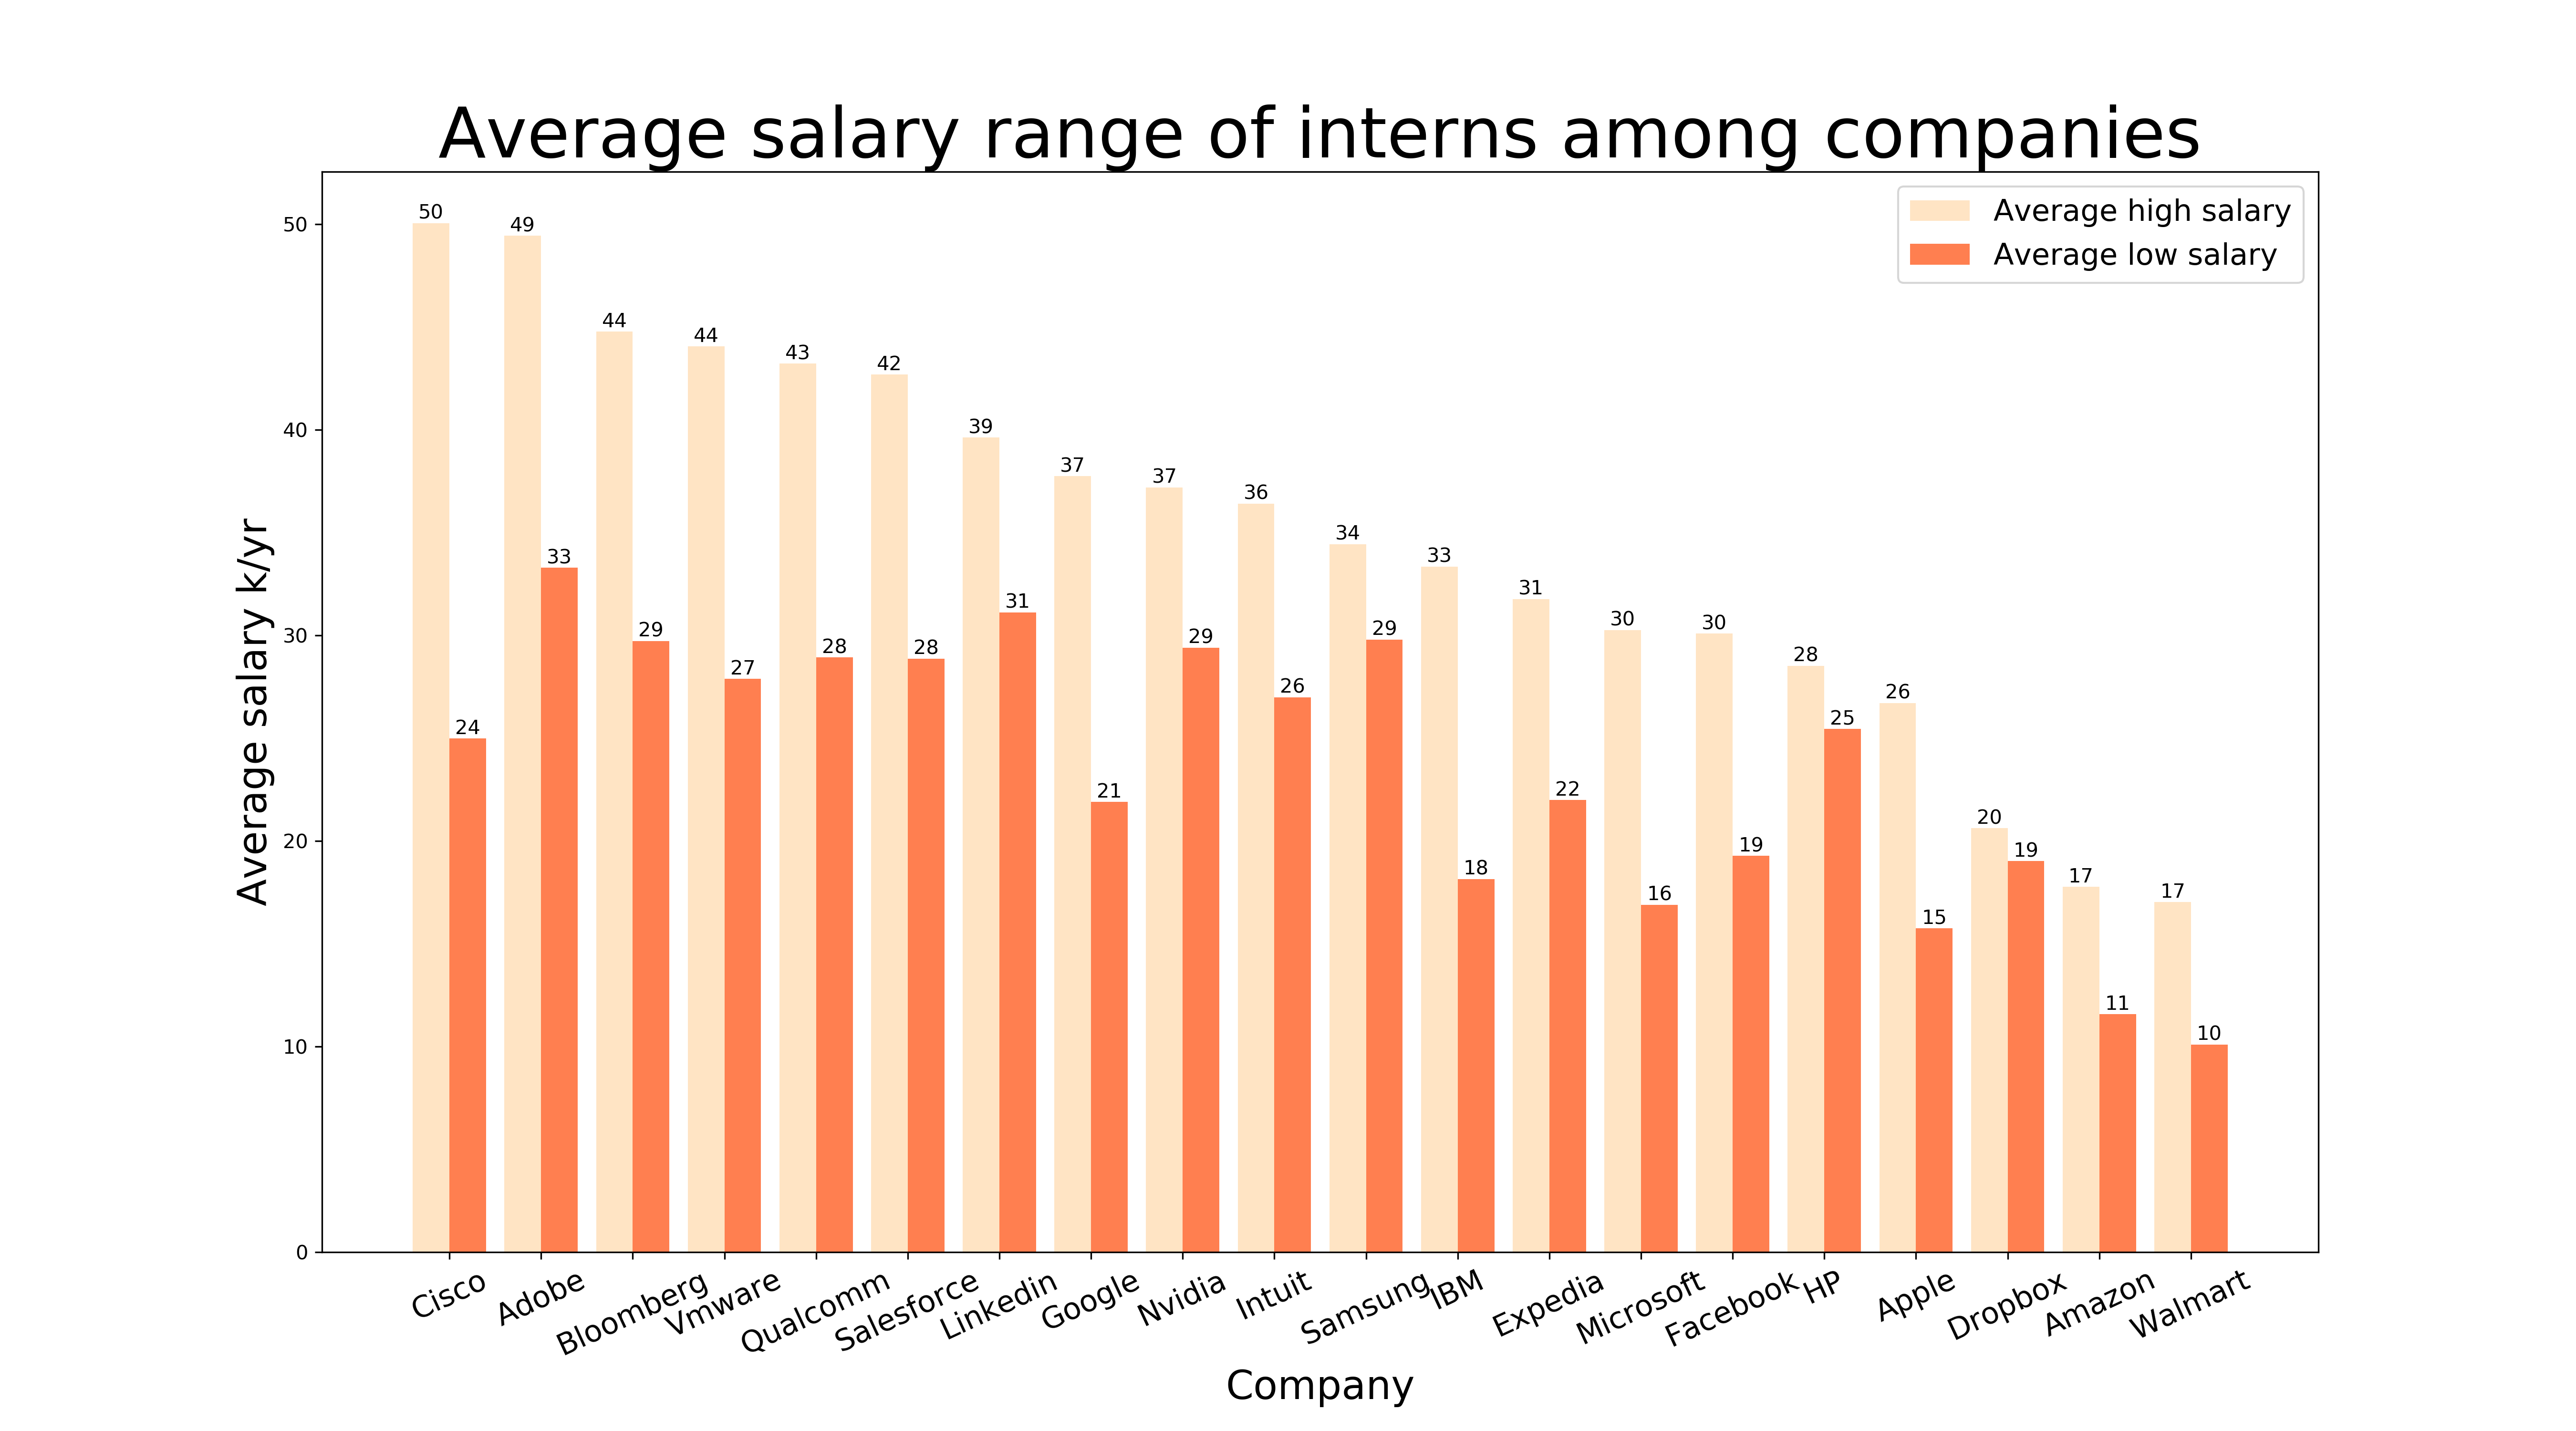 Average salary range of interns among companies
Average high salary
Average low salary
Average salary k/yr
50
40
30
20
10
0
50 24 49 33 44 29 44 27 43 28 42 28 39 31 37 21 37 29 36 26 34 29 33 18 31 22 30 16 30 19 28 25 26 15 20 19 17 11 17 10
Cisco Adobe Bloomberg Vmware Qualcomm Salesforce Linkedin Google Nvidia Intuit Samsung IBM Expedia Microsoft Facebook HP Apple Dropbox Amazon Walmart
Company